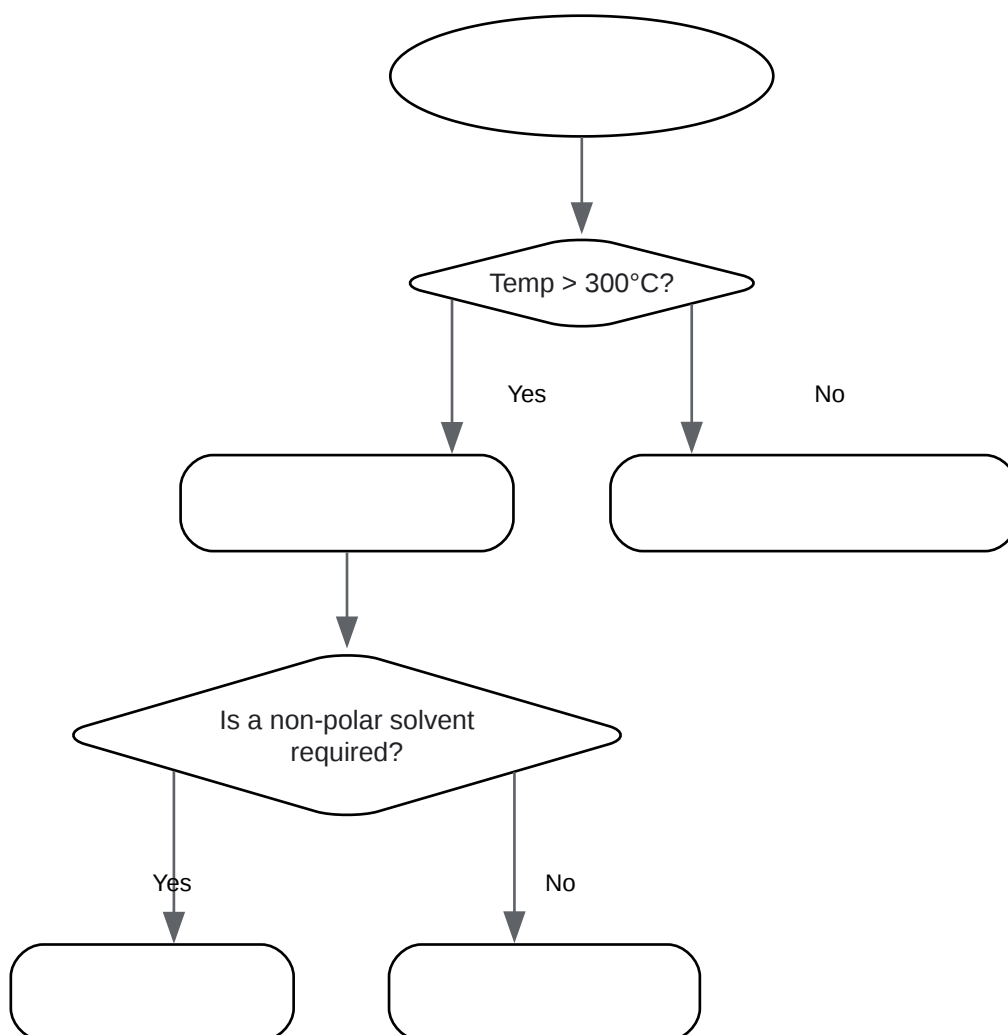 Temp > 300°C?
Yes
No
Is a non-polar solvent
required?
Yes
No